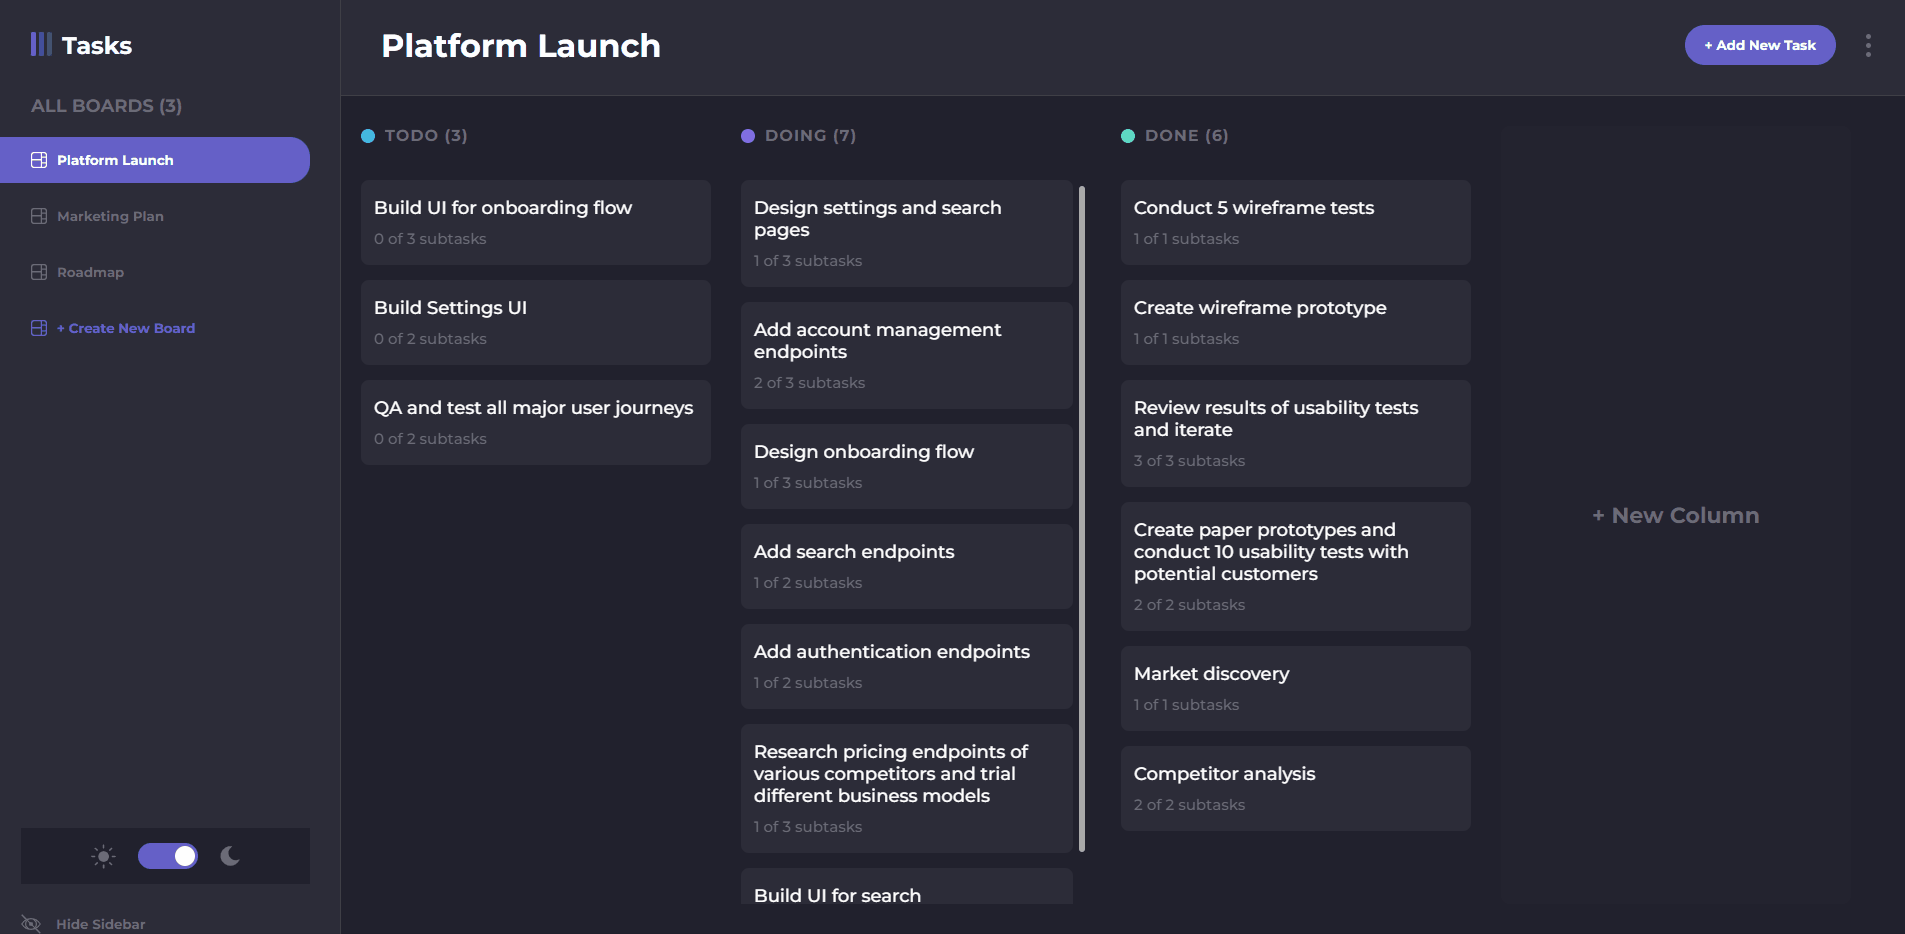 Tasks
ALL BOARDS (3)
Platform Launch
Marketing Plan
Roadmap
+ Create New Board
Hide Sidebar
Platform Launch
+ Add New Task
TODO (3)
Build UI for onboarding flow
0 of 3 subtasks
Build Settings UI
0 of 2 subtasks
QA and test all major user journeys
0 of 2 subtasks
DOING (7)
Design settings and search
pages
1 of 3 subtasks
Add account management
endpoints
2 of 3 subtasks
Design onboarding flow
1 of 3 subtasks
Add search endpoints
1 of 2 subtasks
Add authentication endpoints
1 of 2 subtasks
Research pricing endpoints of
various competitors and trial
different business models
1 of 3 subtasks
Build UI for search
DONE (6)
Conduct 5 wireframe tests
1 of 1 subtasks
Create wireframe prototype
1 of 1 subtasks
Review results of usability tests
and iterate
3 of 3 subtasks
Create paper prototypes and
conduct 10 usability tests with
potential customers
2 of 2 subtasks
Market discovery
1 of 1 subtasks
Competitor analysis
2 of 2 subtasks
+ New Column